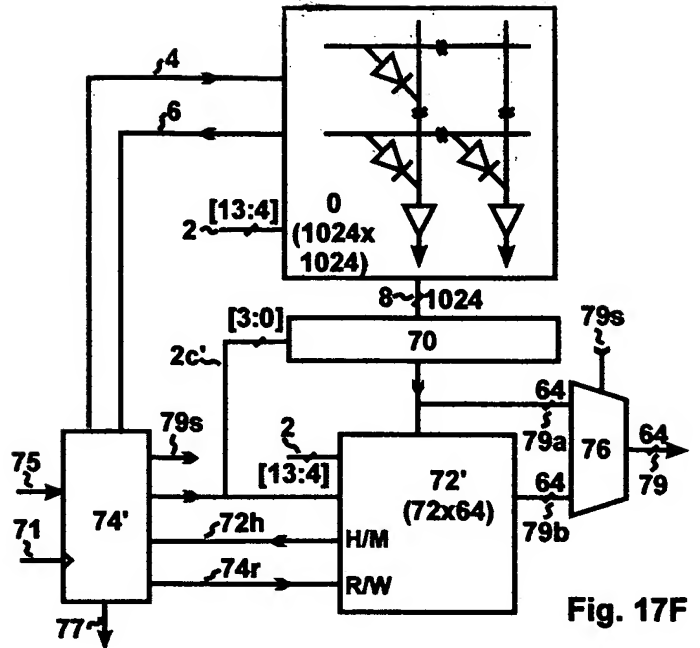 4
6
0
(1024x
1024)
[13:4]
2
8
1024
[3:0]
70
79s
2c'
79s
2
[13:4]
72'
(72x64)
64
79a
76
64
79
64
79b
75
74'
71
72h
H/M
74r
R/W
77
Fig. 17F